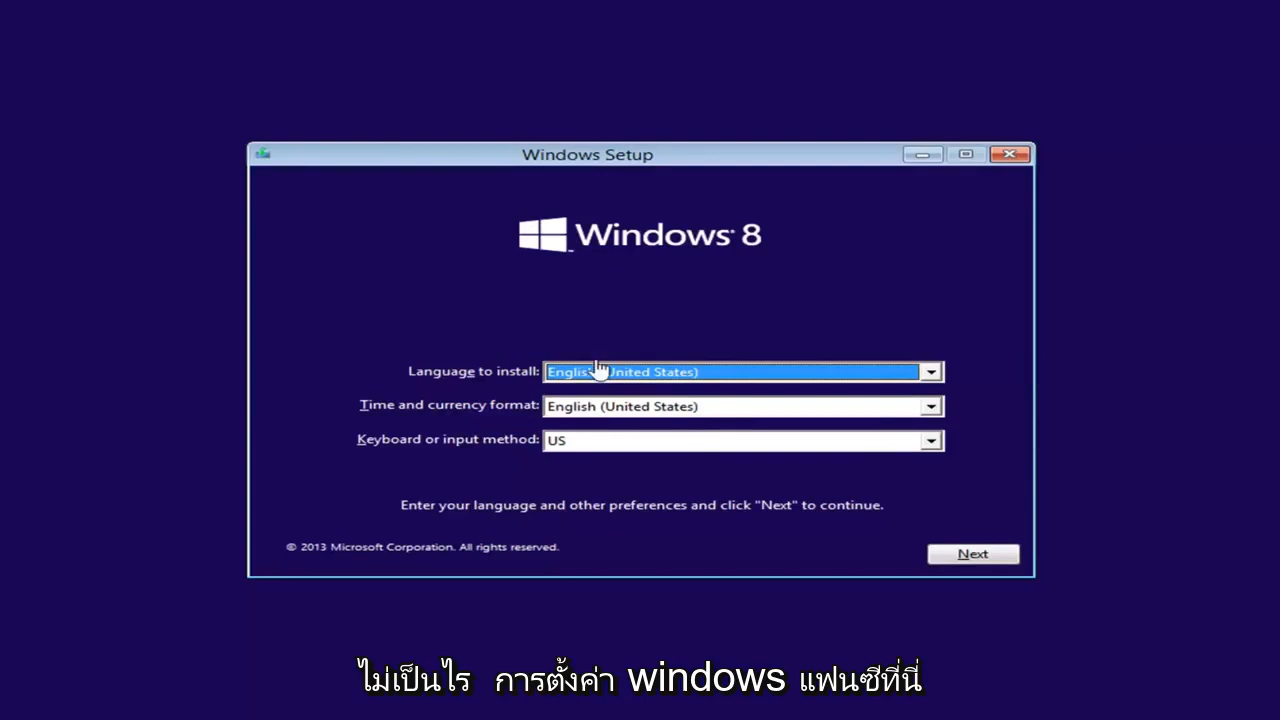 Windows Setup
Windows 8
Language to install: English (United States)
Time and currency format: English (United States)
Keyboard or input method: US
Enter your language and other preferences and click "Next" to continue.
© 2013 Microsoft Corporation. All rights reserved.
Next
ไม่เป็นไร การตั้งค่า windows แฟนซีที่นี่